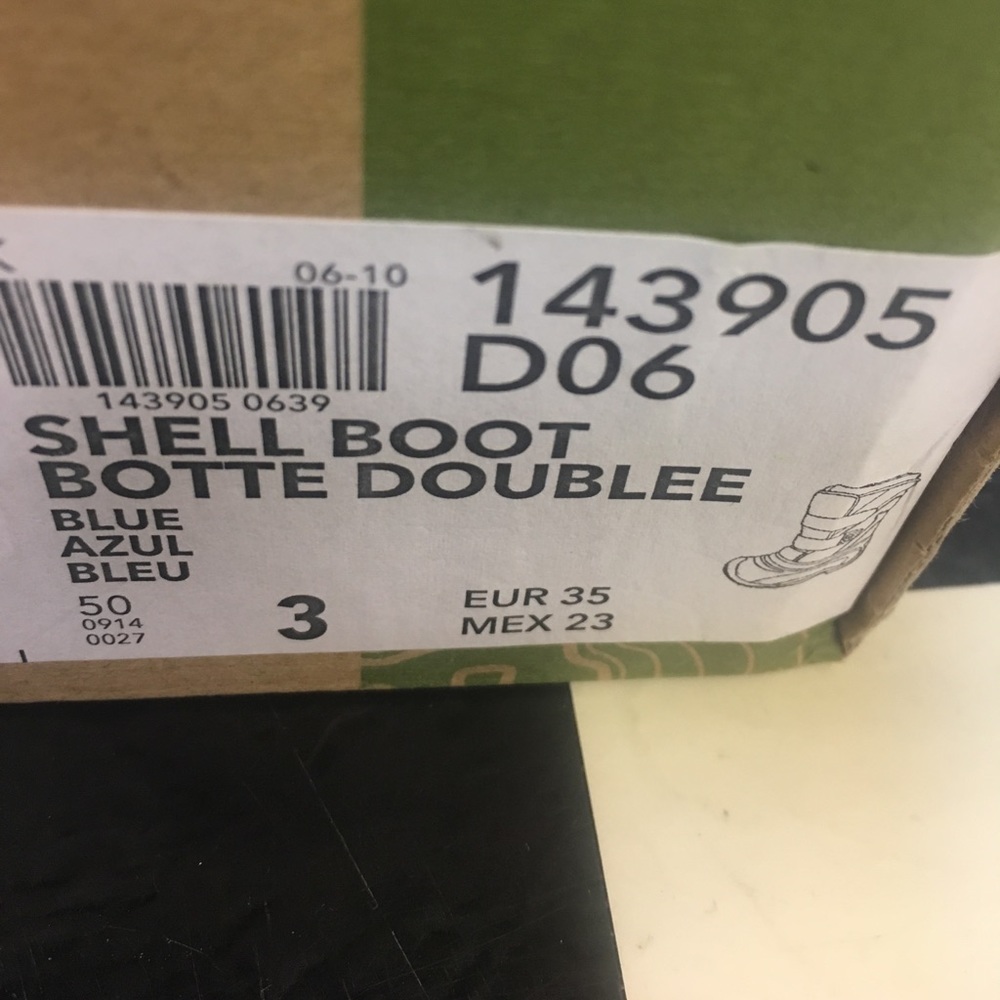 06-10
143905
D06
143905 0639
SHELL BOOT
BOTTE DOUBLEE
BLUE
AZUL
BLEU
50
0914
0027
3
EUR 35
MEX 23